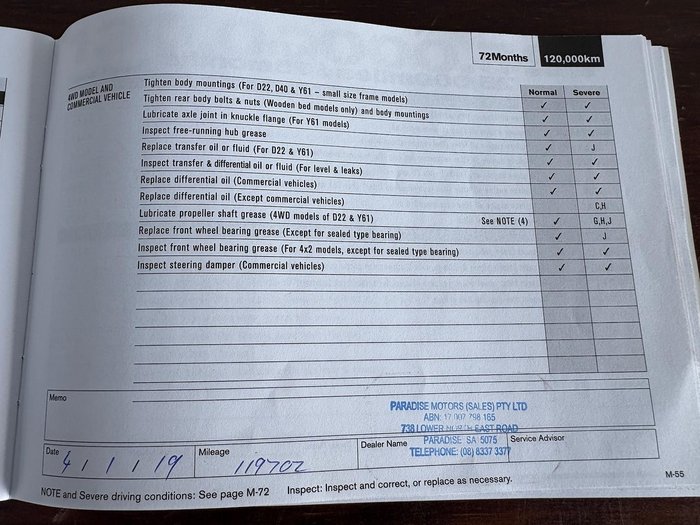 72Months 120,000km
Normal Severe
4WD MODEL AND
COMMERCIAL VEHICLE
Tighten body mountings (For D22, D40 & Y61 – small size frame models)
Tighten rear body bolts & nuts (Wooden bed models only) and body mountings ✓ ✓
Lubricate axle joint in knuckle flange (For Y61 models) ✓ ✓
Inspect free-running hub grease ✓ ✓
Replace transfer oil or fluid (For D22 & Y61) ✓ J
Inspect transfer & differential oil or fluid (For level & leaks) ✓ ✓
Replace differential oil (Commercial vehicles) ✓ ✓
Replace differential oil (Except commercial vehicles) C,H
Lubricate propeller shaft grease (4WD models of D22 & Y61) See NOTE (4) ✓ G,H,J
Replace front wheel bearing grease (Except for sealed type bearing) ✓ J
Inspect front wheel bearing grease (For 4x2 models, except for sealed type bearing) ✓ ✓
Inspect steering damper (Commercial vehicles) ✓ ✓
Memo
PARADISE MOTORS (SALES) PTY LTD
ABN: 17 007 798 165
738 LOWER NORTH EAST ROAD
PARADISE SA 5075
TELEPHONE: (08) 8337 3377
Date 4 / 1 / 19
Mileage 119702
Dealer Name
Service Advisor
NOTE and Severe driving conditions: See page M-72 Inspect: Inspect and correct, or replace as necessary.
M-55